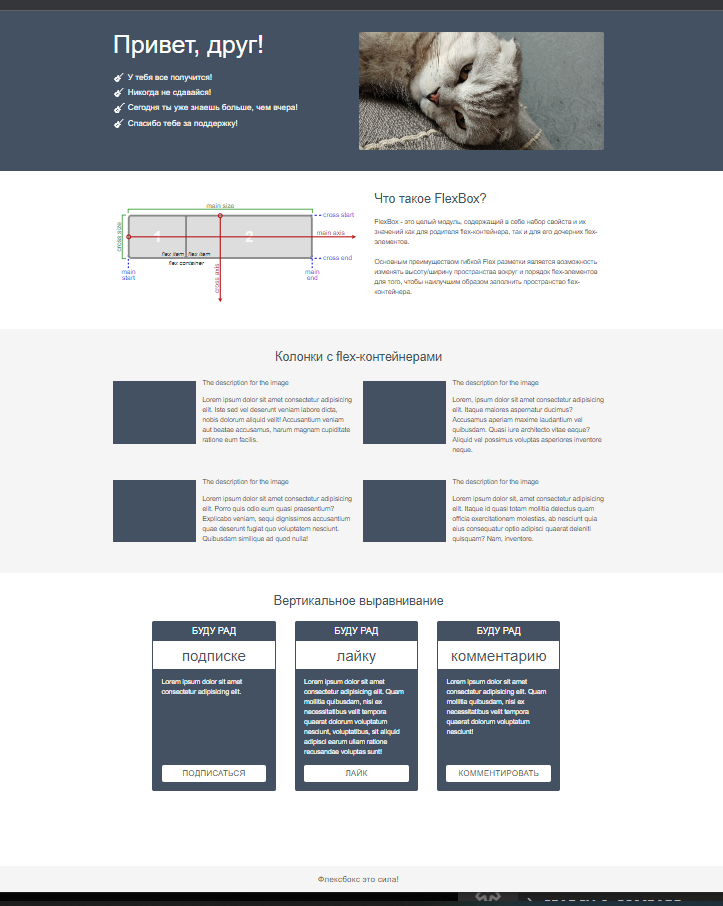 Привет, друг!
У тебя все получится!
Никогда не сдавайся!
Сегодня ты уже знаешь больше, чем вчера!
Спасибо тебе за поддержку!
main size
cross size
cross start
main axis
1
2
flex item
flex item
cross end
main start
flex container
main end
cross axis
Что такое FlexBox?
FlexBox - это целый модуль, содержащий в себе набор свойств и их
значений как для родителя flex-контейнера, так и для его дочерних flex-
элементов.
Основным преимуществом гибкой Flex разметки является возможность
изменять высоту/ширину пространства вокруг и порядок flex-элементов
для того, чтобы наилучшим образом заполнить пространство flex-
контейнера.
Колонки с flex-контейнерами
The description for the image
Lorem ipsum dolor sit amet consectetur adipisicing
elit. Iste sed vel deserunt veniam labore dicta,
nobis dolorum aliquid velit! Accusantium veniam
aut beatae accusamus, harum magnam cupiditate
ratione eum facilis.
The description for the image
Lorem, ipsum dolor sit amet consectetur adipisicing
elit. Itaque maiores aspernatur ducimus?
Accusamus aperiam maxime laudantium vel
quibusdam. Quasi iure architecto vitae eaque?
Aliquid vel possimus voluptas asperiores inventore
neque.
The description for the image
Lorem ipsum dolor sit amet consectetur adipisicing
elit. Porro quis odio eum quasi praesentium?
Explicabo veniam, sequi dignissimos accusantium
quae deserunt fugiat quo voluptatem nesciunt.
Quibusdam similique ad quod nulla!
The description for the image
Lorem ipsum dolor sit, amet consectetur adipisicing
elit. Itaque id quasi totam mollitia delectus quam
officia exercitationem molestias, ab nesciunt quia
eius consequatur optio adipisci quaerat deleniti
quisquam? Nam, inventore.
Вертикальное выравнивание
БУДУ РАД
подписке
Lorem ipsum dolor sit amet
consectetur adipisicing elit.
ПОДПИСАТЬСЯ
БУДУ РАД
лайку
Lorem ipsum dolor sit amet
consectetur adipisicing elit. Quam
mollitia quibusdam, nisi ex
necessitatibus velit tempora
quaerat dolorum voluptatum
nesciunt, voluptatibus, sit aliquid
adipisci earum ullam ratione
recusandae voluptas sunt!
ЛАЙК
БУДУ РАД
комментарию
Lorem ipsum dolor sit amet
consectetur adipisicing elit. Quam
mollitia quibusdam, nisi ex
necessitatibus velit tempora
quaerat dolorum voluptatum
nesciunt!
КОММЕНТИРОВАТЬ
Флексбокс это сила!